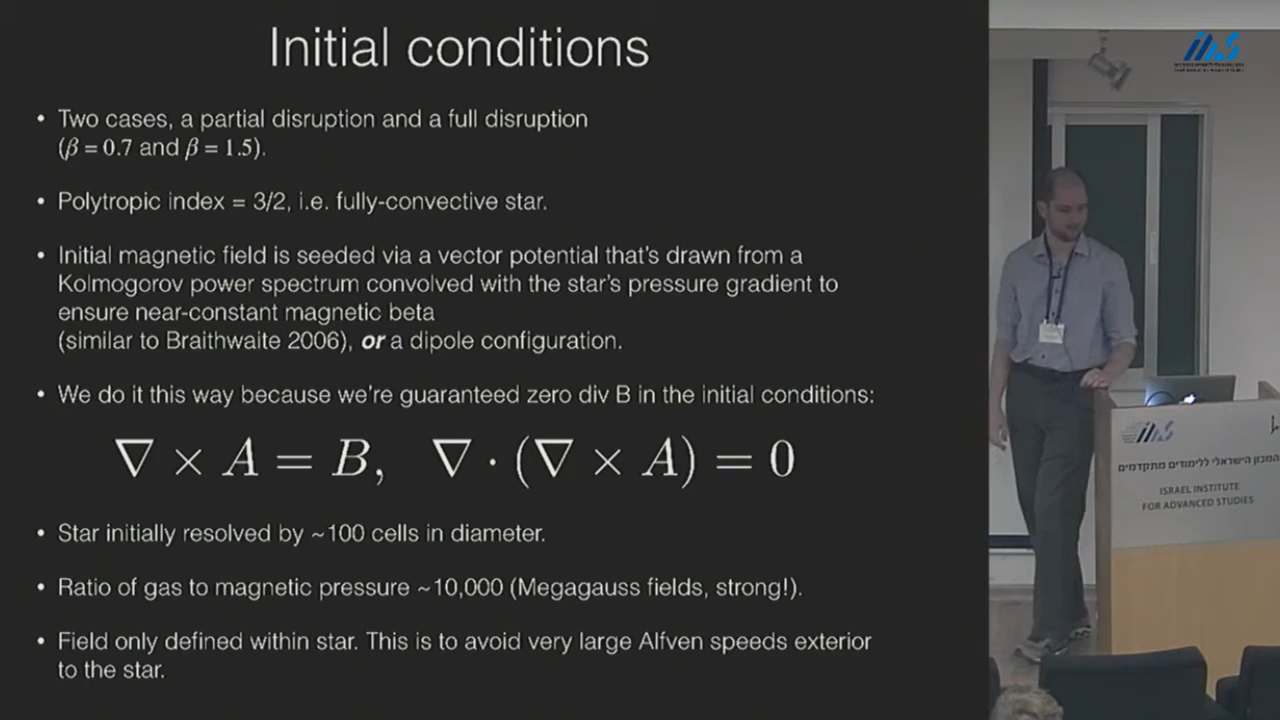 Initial conditions
• Two cases, a partial disruption and a full disruption
(β = 0.7 and β = 1.5).
• Polytropic index = 3/2, i.e. fully-convective star.
• Initial magnetic field is seeded via a vector potential that's drawn from a
Kolmogorov power spectrum convolved with the star's pressure gradient to
ensure near-constant magnetic beta
(similar to Braithwaite 2006), or a dipole configuration.
• We do it this way because we're guaranteed zero div B in the initial conditions:
∇ × A = B, ∇ · (∇ × A) = 0
• Star initially resolved by ~100 cells in diameter.
• Ratio of gas to magnetic pressure ~10,000 (Megagauss fields, strong!).
• Field only defined within star. This is to avoid very large Alfven speeds exterior
to the star.
המכון הישראלי ללימודים מתקדמים
ISRAEL INSTITUTE
FOR ADVANCED STUDIES